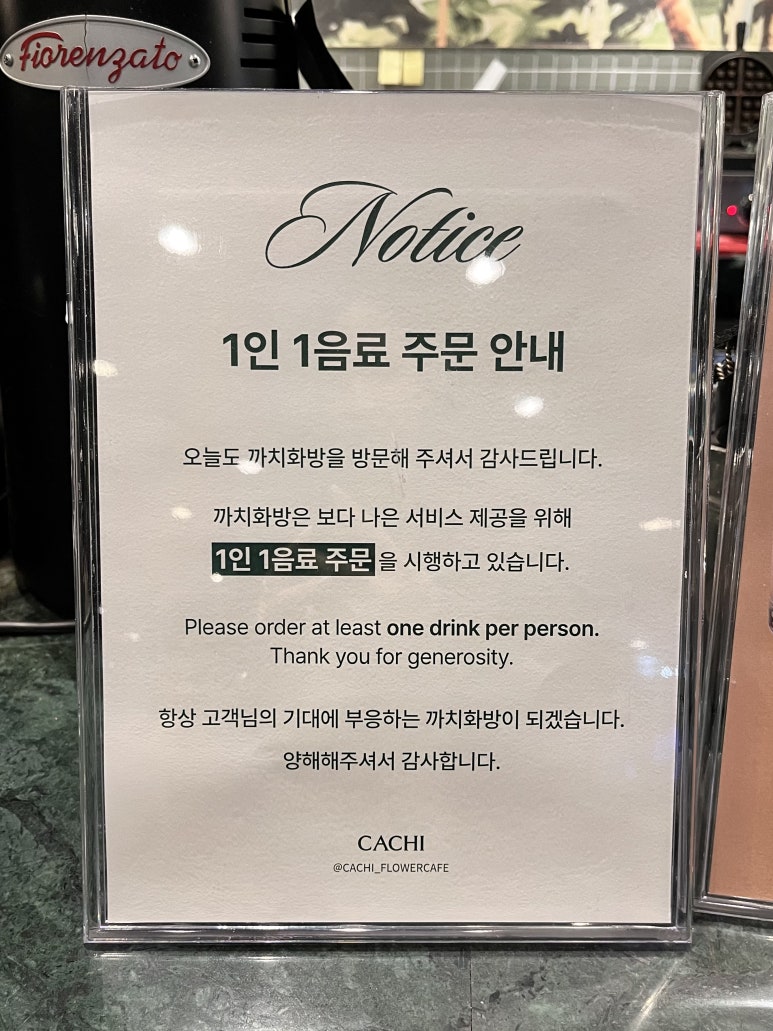 Fiorenzato
Notice
1인 1음료 주문 안내
오늘도 까치화방을 방문해 주셔서 감사드립니다.
까치화방은 보다 나은 서비스 제공을 위해
1인 1음료 주문을 시행하고 있습니다.
Please order at least one drink per person.
Thank you for generosity.
항상 고객님의 기대에 부응하는 까치화방이 되겠습니다.
양해해주셔서 감사합니다.
CACHI
@CACHI_FLOWERCAFE